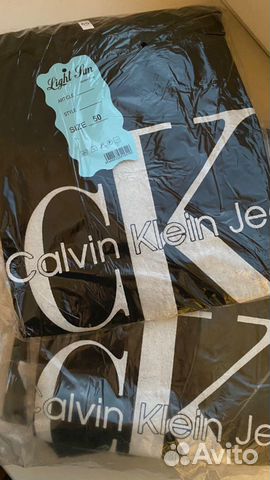 Light Sun
ARTICLE
STYLE
SIZE 50
CK
Calvin Klein Je
CK
Calvin Klein Je
Avito